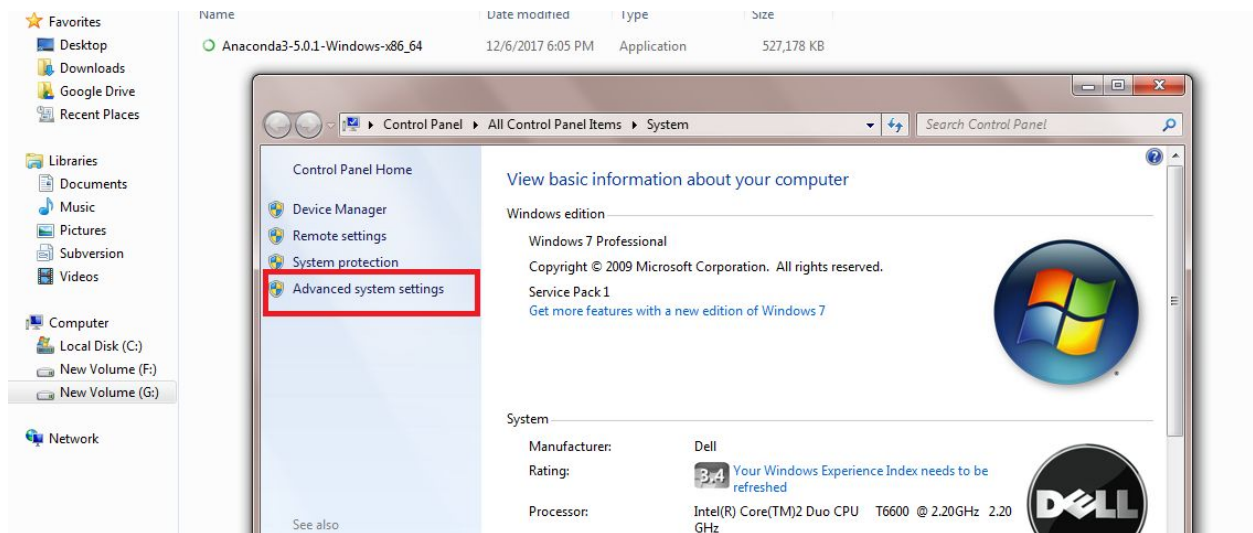 Name Date modified Type Size
Favorites
Desktop
Downloads
Google Drive
Recent Places
Libraries
Documents
Music
Pictures
Subversion
Videos
Computer
Local Disk (C:)
New Volume (F:)
New Volume (G:)
Network
Anaconda3-5.0.1-Windows-x86_64 12/6/2017 6:05 PM Application 527,178 KB
Control Panel All Control Panel Items System
Search Control Panel
Control Panel Home
Device Manager
Remote settings
System protection
Advanced system settings
See also
View basic information about your computer
Windows edition
Windows 7 Professional
Copyright © 2009 Microsoft Corporation. All rights reserved.
Service Pack 1
Get more features with a new edition of Windows 7
System
Manufacturer: Dell
Rating: 3.4 Your Windows Experience Index needs to be
refreshed
Processor: Intel(R) Core(TM)2 Duo CPU T6600 @ 2.20GHz 2.20
GHz
DELL